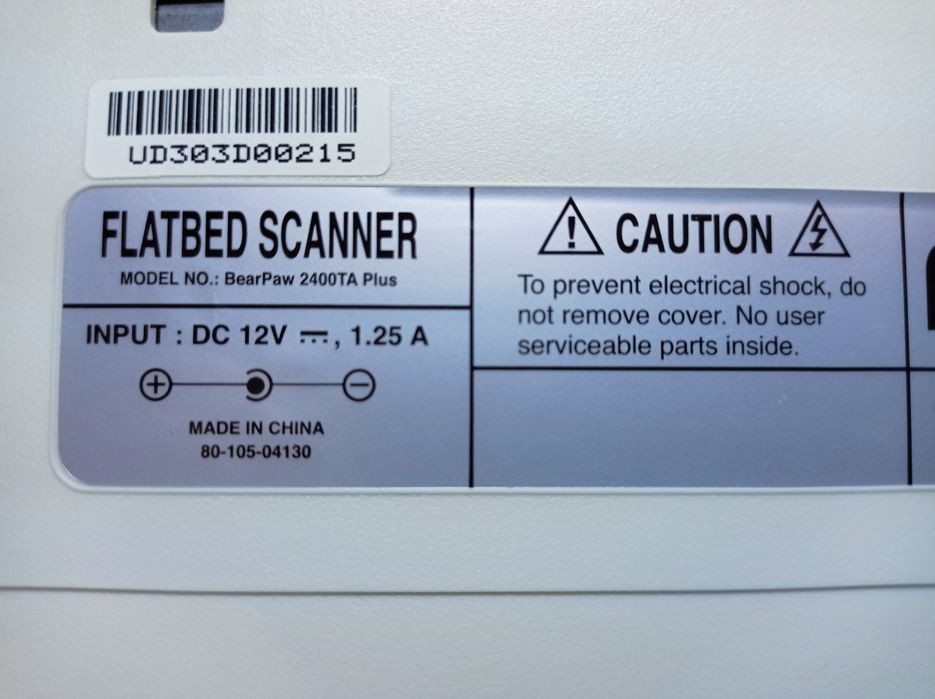 UD303D00215
FLATBED SCANNER
MODEL NO.: BearPaw 2400TA Plus
INPUT : DC 12V ⎓, 1.25 A
MADE IN CHINA
80-105-04130
CAUTION
To prevent electrical shock, do
not remove cover. No user
serviceable parts inside.